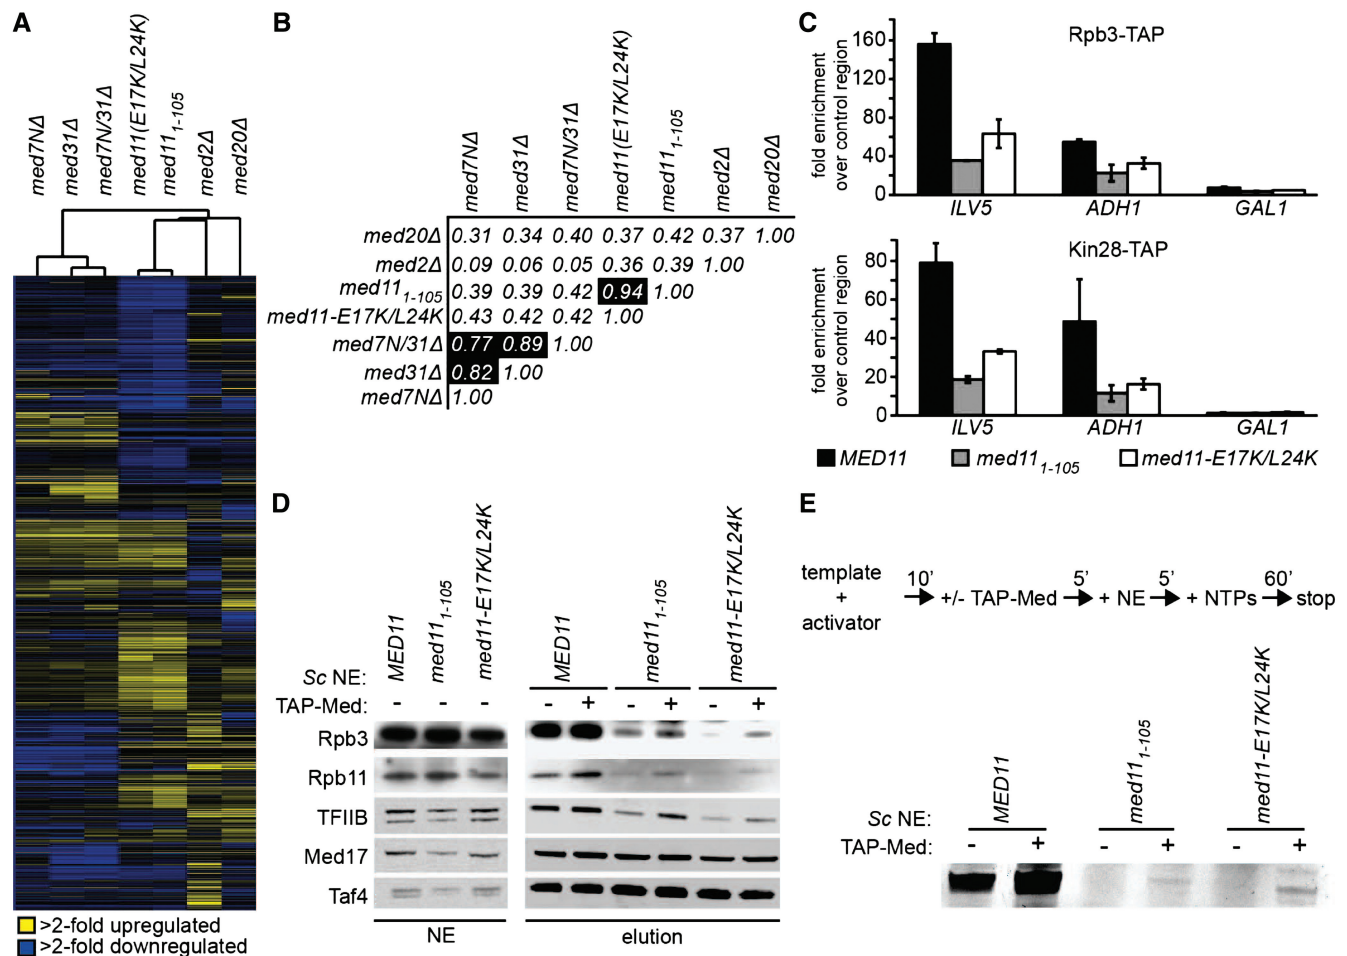 A
med7NΔ
med31Δ
med7N/31Δ
med11(E17K/L24K)
med11 1-105
med2Δ
med20Δ
>2-fold upregulated
>2-fold downregulated
B
med7NΔ
med31Δ
med7N/31Δ
med11(E17K/L24K)
med11 1-105
med2Δ
med20Δ
med20Δ 0.31 0.34 0.40 0.37 0.42 0.37 1.00
med2Δ 0.09 0.06 0.05 0.36 0.39 1.00
med11 1-105 0.39 0.39 0.42 0.94 1.00
med11-E17K/L24K 0.43 0.42 0.42 1.00
med7N/31Δ 0.77 0.89 1.00
med31Δ 0.82 1.00
med7NΔ 1.00
C
Rpb3-TAP
fold enrichment
over control region
160
120
80
40
0
ILV5 ADH1 GAL1
Kin28-TAP
fold enrichment
over control region
80
60
40
20
0
ILV5 ADH1 GAL1
MED11 med11 1-105 med11-E17K/L24K
D
MED11
med11 1-105
med11-E17K/L24K
MED11
med11 1-105
med11-E17K/L24K
Sc NE:
TAP-Med: - - - - + - + - +
Rpb3
Rpb11
TFIIB
Med17
Taf4
NE elution
E
template
+
activator
10' +/- TAP-Med 5' + NE 5' + NTPs 60' stop
MED11
med11 1-105
med11-E17K/L24K
Sc NE:
TAP-Med: - + - + - +